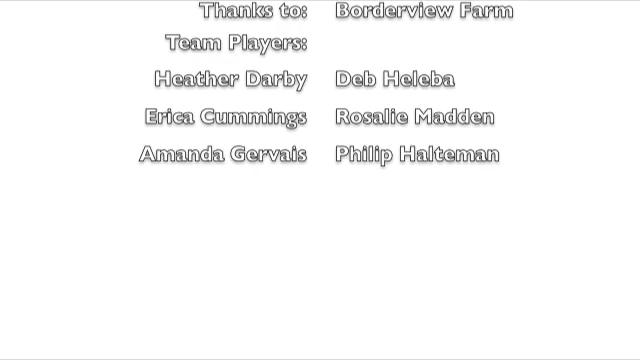 Thanks to: Borderview Farm
Team Players:
Heather Darby Deb Heleba
Erica Cummings Rosalie Madden
Amanda Gervais Philip Halteman